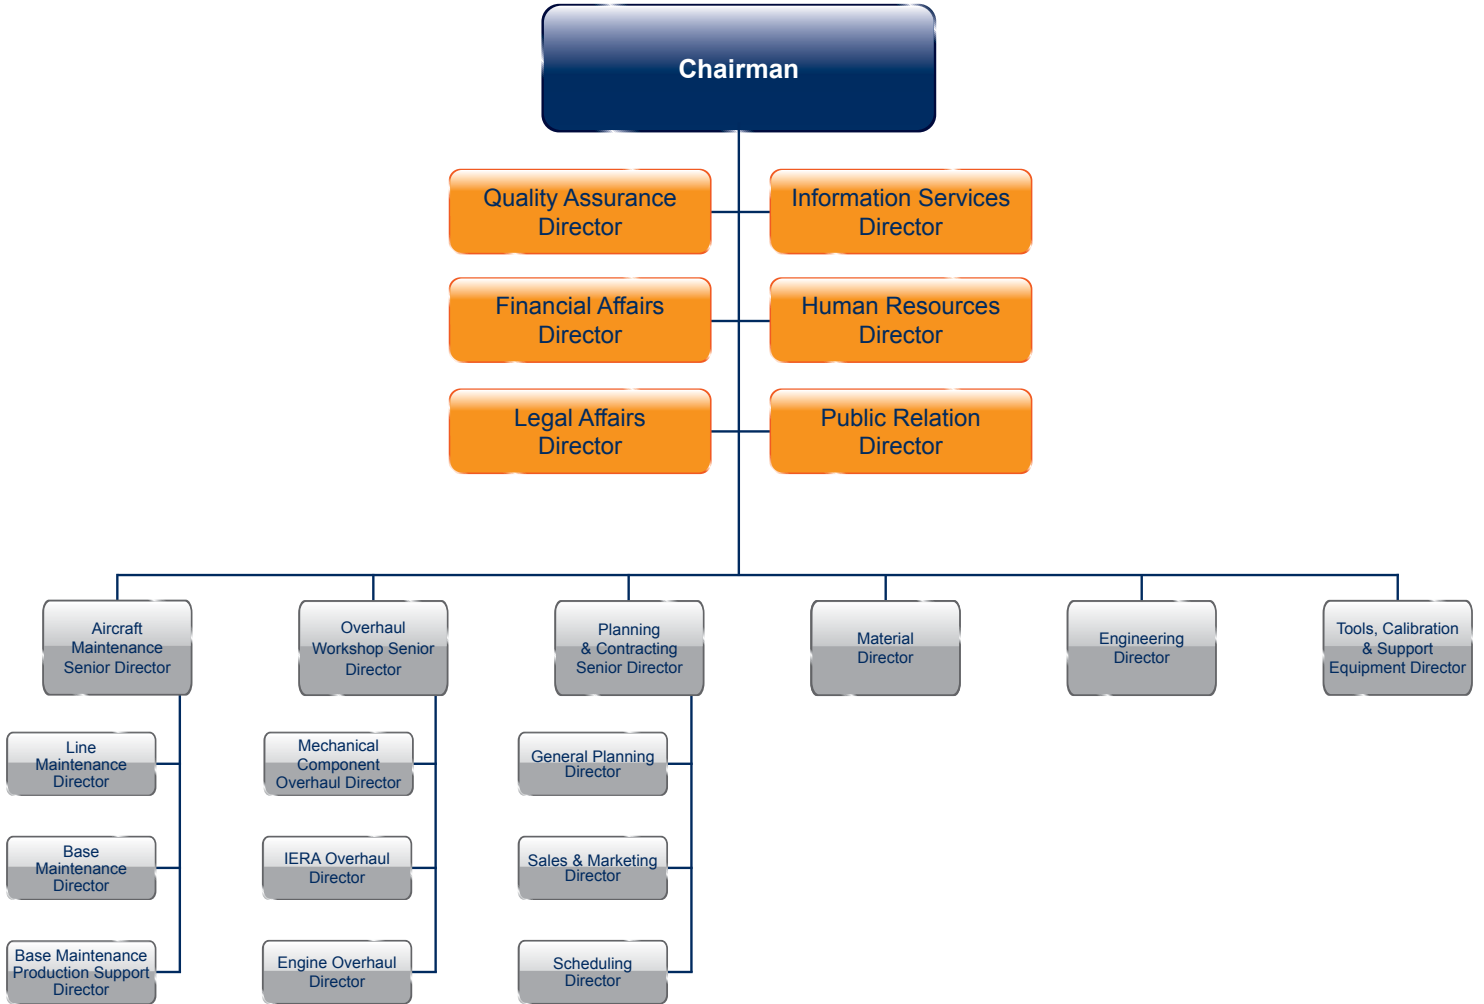 Chairman
Quality Assurance
Director
Information Services
Director
Financial Affairs
Director
Human Resources
Director
Legal Affairs
Director
Public Relation
Director
Aircraft
Maintenance
Senior Director
Overhaul
Workshop Senior
Director
Planning
& Contracting
Senior Director
Material
Director
Engineering
Director
Tools, Calibration
& Support
Equipment Director
Line
Maintenance
Director
Mechanical
Component
Overhaul Director
General Planning
Director
Base
Maintenance
Director
IERA Overhaul
Director
Sales & Marketing
Director
Base Maintenance
Production Support
Director
Engine Overhaul
Director
Scheduling
Director